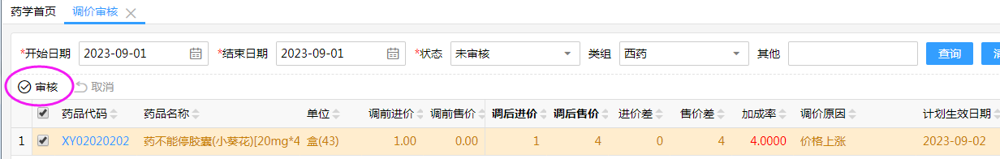 药学首页 调价审核
*开始日期 2023-09-01 *结束日期 2023-09-01 *状态 未审核 类组 西药 其他 查询
审核 取消
药品代码 药品名称 单位 调前进价 调前售价 调后进价 调后售价 进价差 售价差 加成率 调价原因 计划生效日期
1 XY02020202 药不能停胶囊(小葵花)[20mg*4 盒(43) 1.00 0.00 1 4 0 4 4.0000 价格上涨 2023-09-02